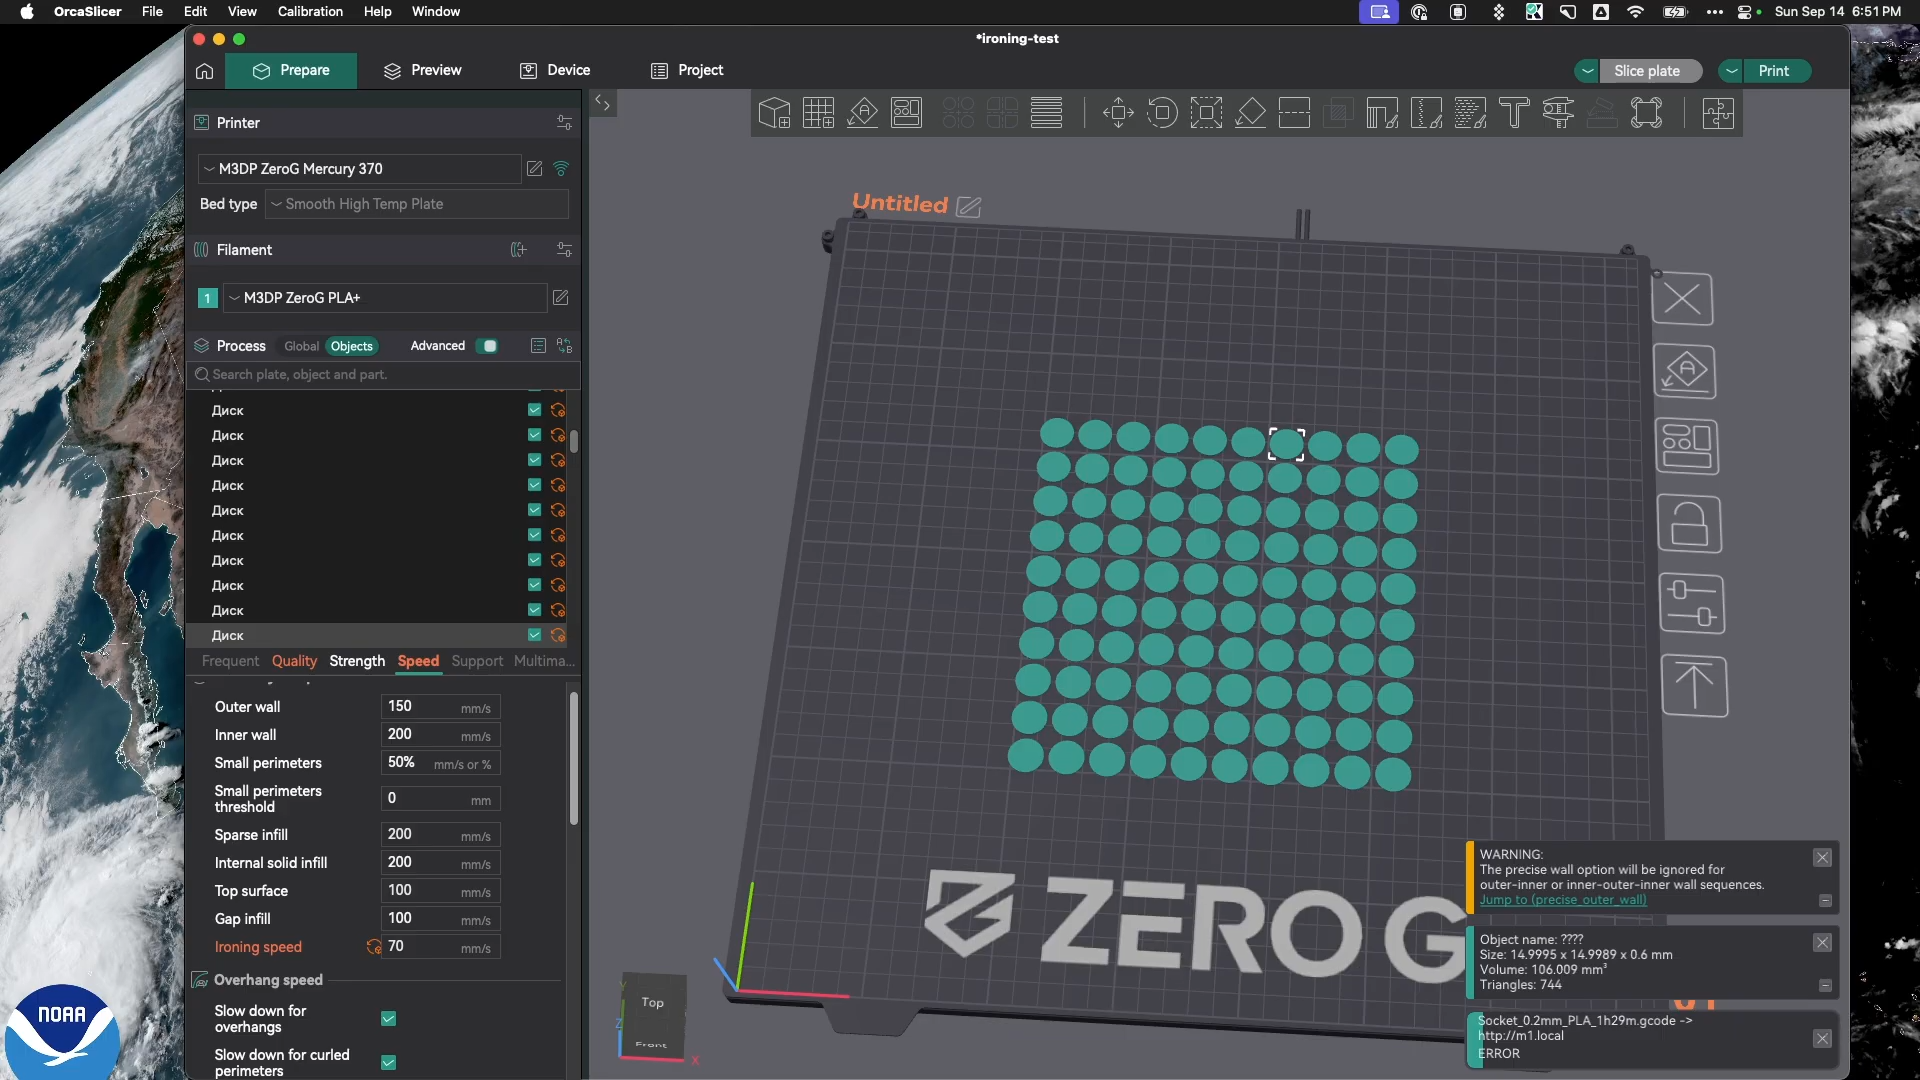 OrcaSlicer File Edit View Calibration Help Window
Sun Sep 14 6:51 PM
*ironing-test
Prepare Preview Device Project
Slice plate Print
Printer
M3DP ZeroG Mercury 370
Bed type Smooth High Temp Plate
Filament
1 M3DP ZeroG PLA+
Process Global Objects Advanced
Search plate, object and part.
Диск
Диск
Диск
Диск
Диск
Диск
Диск
Диск
Диск
Диск
Frequent Quality Strength Speed Support Multima...
Outer wall 150 mm/s
Inner wall 200 mm/s
Small perimeters 50% mm/s or %
Small perimeters
threshold 0 mm
Sparse infill 200 mm/s
Internal solid infill 200 mm/s
Top surface 100 mm/s
Gap infill 100 mm/s
Ironing speed 70 mm/s
Overhang speed
Slow down for
overhangs
Slow down for curled
perimeters
Untitled
ZERO G
Top
Front
Z
X
WARNING:
The precise wall option will be ignored for
outer-inner or inner-outer-inner wall sequences.
Jump to (precise_outer_wall)
Object name: ????
Size: 14.9995 x 14.9989 x 0.6 mm
Volume: 106.009 mm³
Triangles: 744
Socket_0.2mm_PLA_1h29m.gcode ->
http://m1.local
ERROR
NOAA